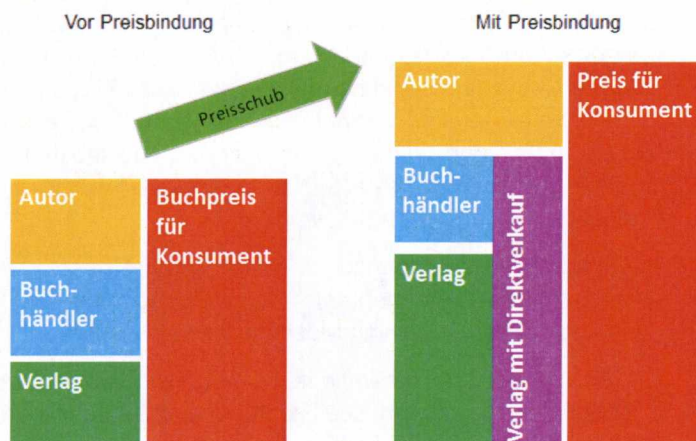 Vor Preisbindung
Mit Preisbindung
Preisschub
Autor
Buch-
händler
Verlag
Buchpreis
für
Konsument
Autor
Buch-
händler
Verlag
Verlag mit Direktverkauf
Preis für
Konsument